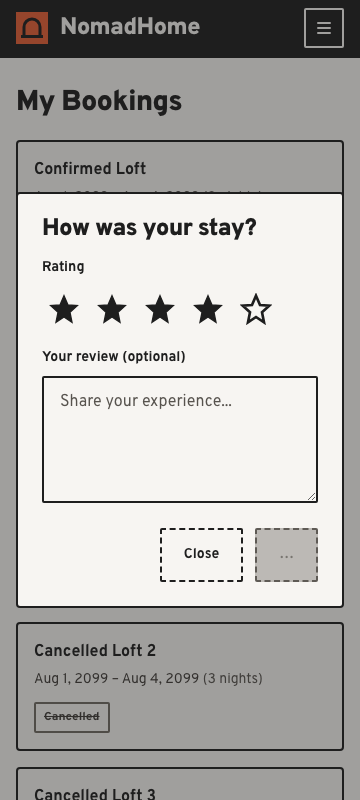 NomadHome
My Bookings
Confirmed Loft
How was your stay?
Rating
Your review (optional)
Share your experience...
Close
...
Cancelled Loft 2
Aug 1, 2099 – Aug 4, 2099 (3 nights)
Cancelled
Cancelled Loft 3